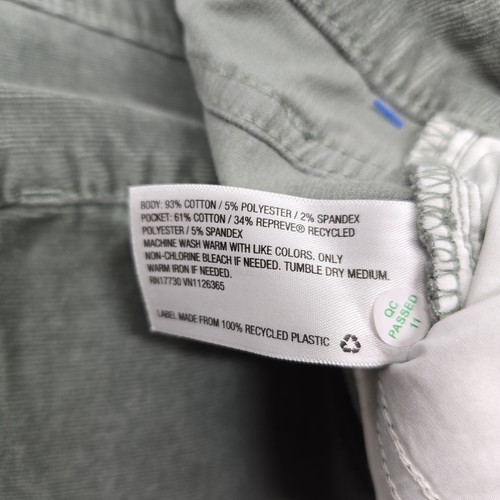 BODY: 93% COTTON / 5% POLYESTER / 2% SPANDEX
POCKET: 61% COTTON / 34% REPREVE® RECYCLED
POLYESTER / 5% SPANDEX
MACHINE WASH WARM WITH LIKE COLORS. ONLY
NON-CHLORINE BLEACH IF NEEDED. TUMBLE DRY MEDIUM.
WARM IRON IF NEEDED.
RN17730 VN1126365
LABEL MADE FROM 100% RECYCLED PLASTIC
QC
PASSED
11